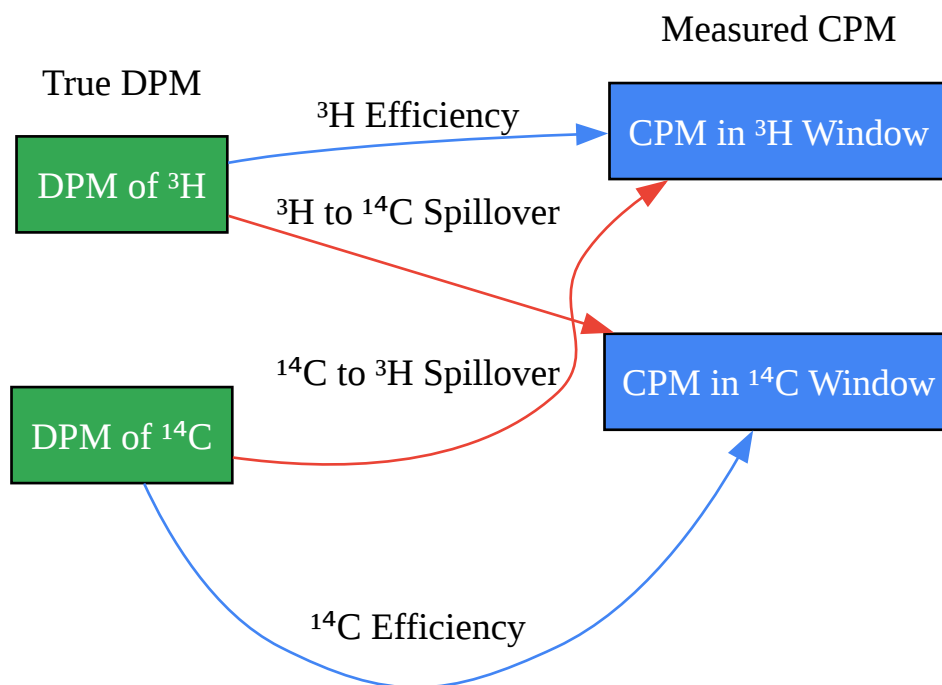 Measured CPM
True DPM
³H Efficiency
CPM in ³H Window
DPM of ³H
³H to ¹⁴C Spillover
¹⁴C to ³H Spillover
CPM in ¹⁴C Window
DPM of ¹⁴C
¹⁴C Efficiency